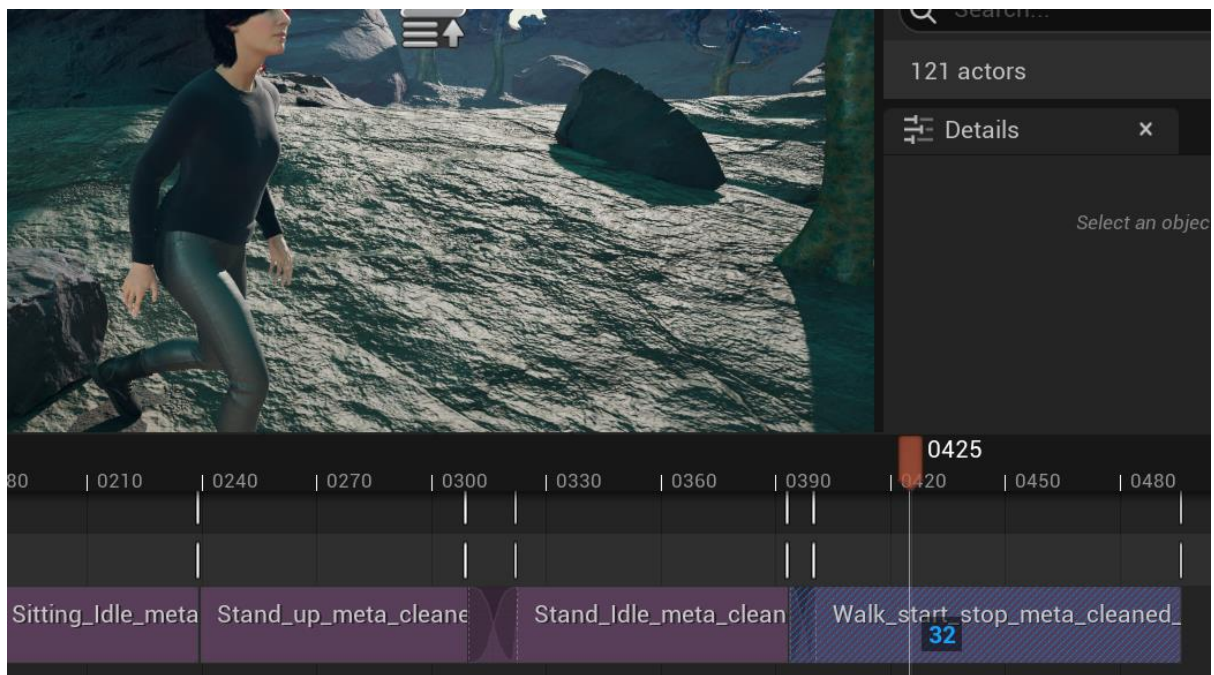 Search...
121 actors
Details
Select an objec
0425
80 0210 0240 0270 0300 0330 0360 0390 0420 0450 0480
Sitting_Idle_meta Stand_up_meta_cleane Stand_Idle_meta_clean Walk_start_stop_meta_cleaned_
32